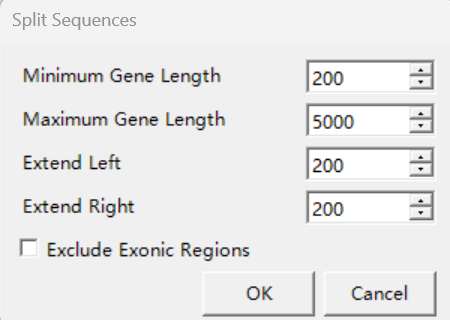 Split Sequences
Minimum Gene Length 200
Maximum Gene Length 5000
Extend Left 200
Extend Right 200
Exclude Exonic Regions
OK Cancel